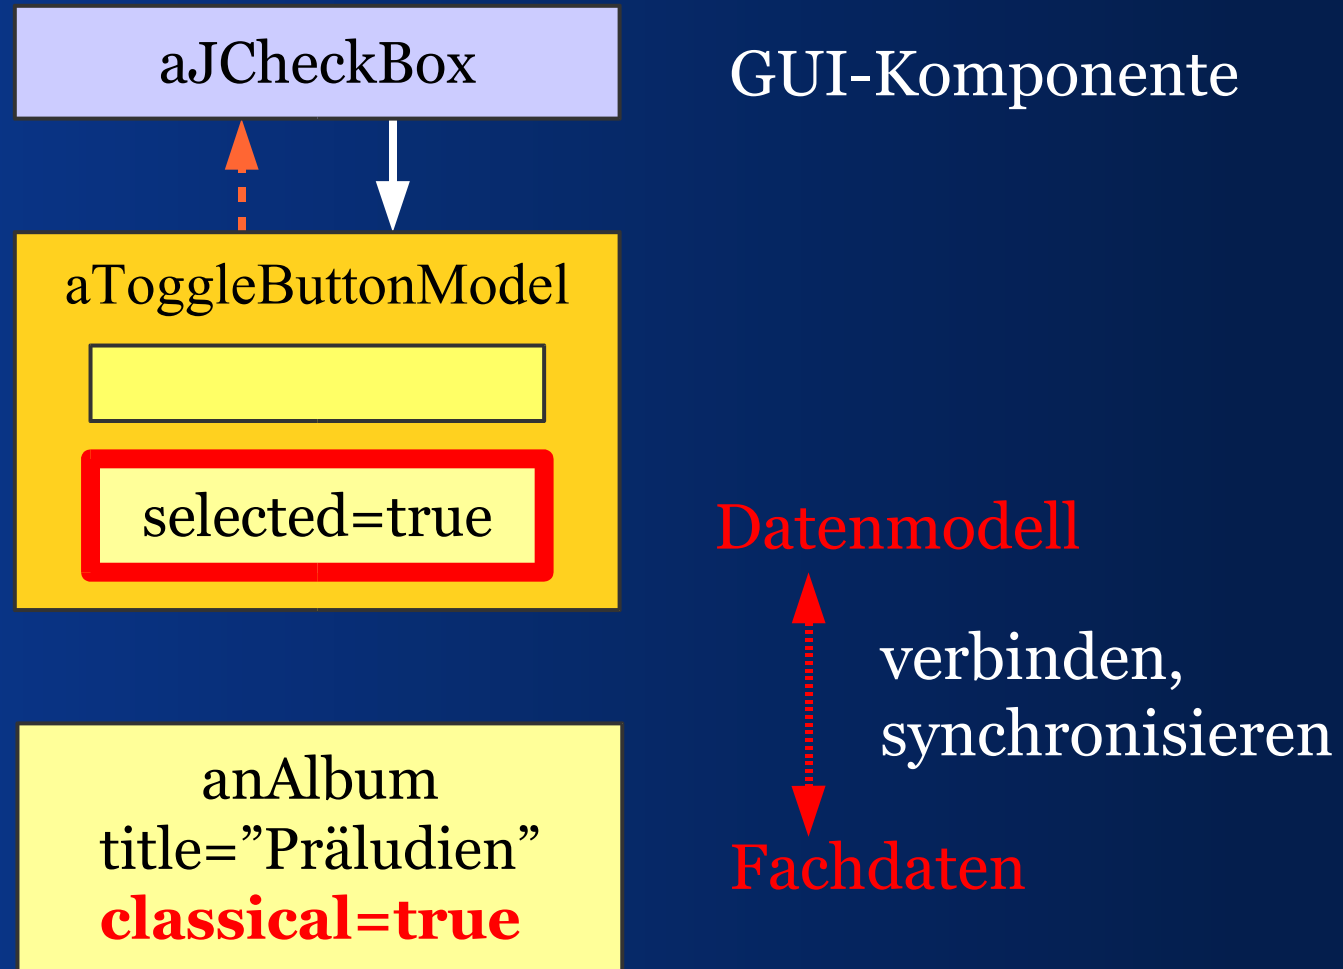 aJCheckBox
GUI-Komponente
aToggleButtonModel
selected=true
Datenmodell
verbinden,
synchronisieren
anAlbum
title=”Präludien”
classical=true
Fachdaten